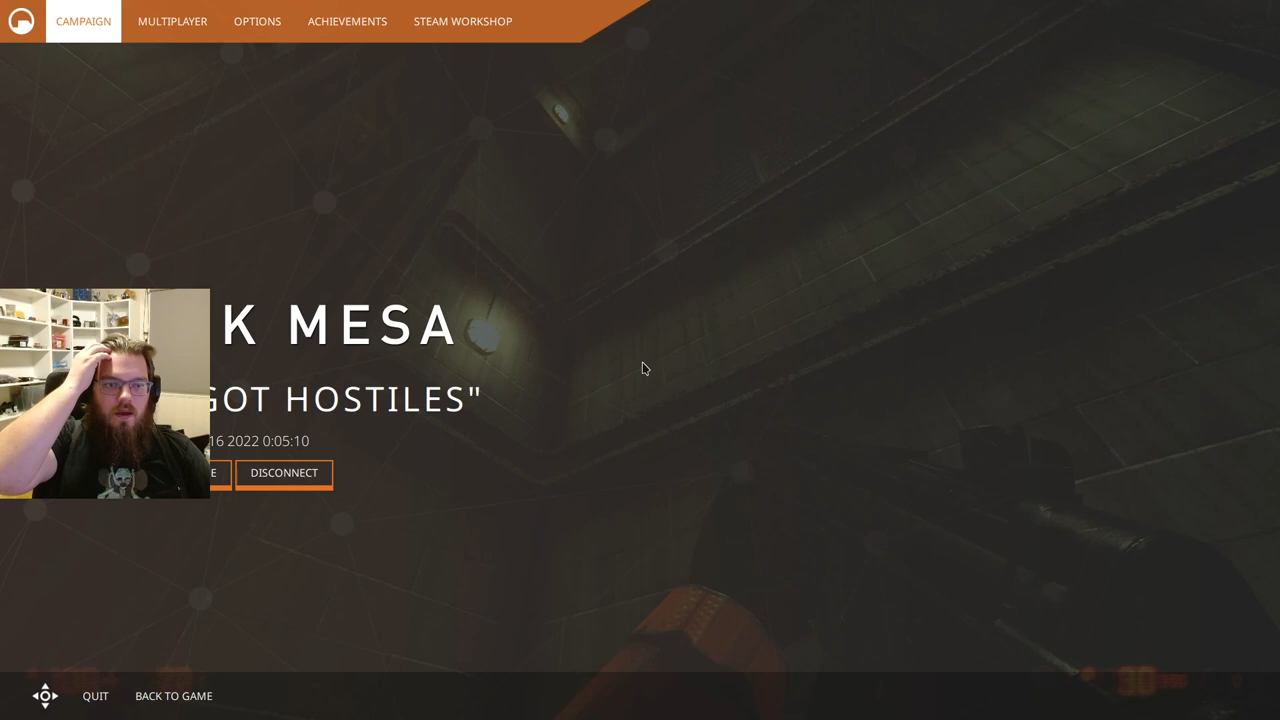 CAMPAIGN MULTIPLAYER OPTIONS ACHIEVEMENTS STEAM WORKSHOP
K MESA
GOT HOSTILES"
16 2022 0:05:10
E DISCONNECT
QUIT BACK TO GAME